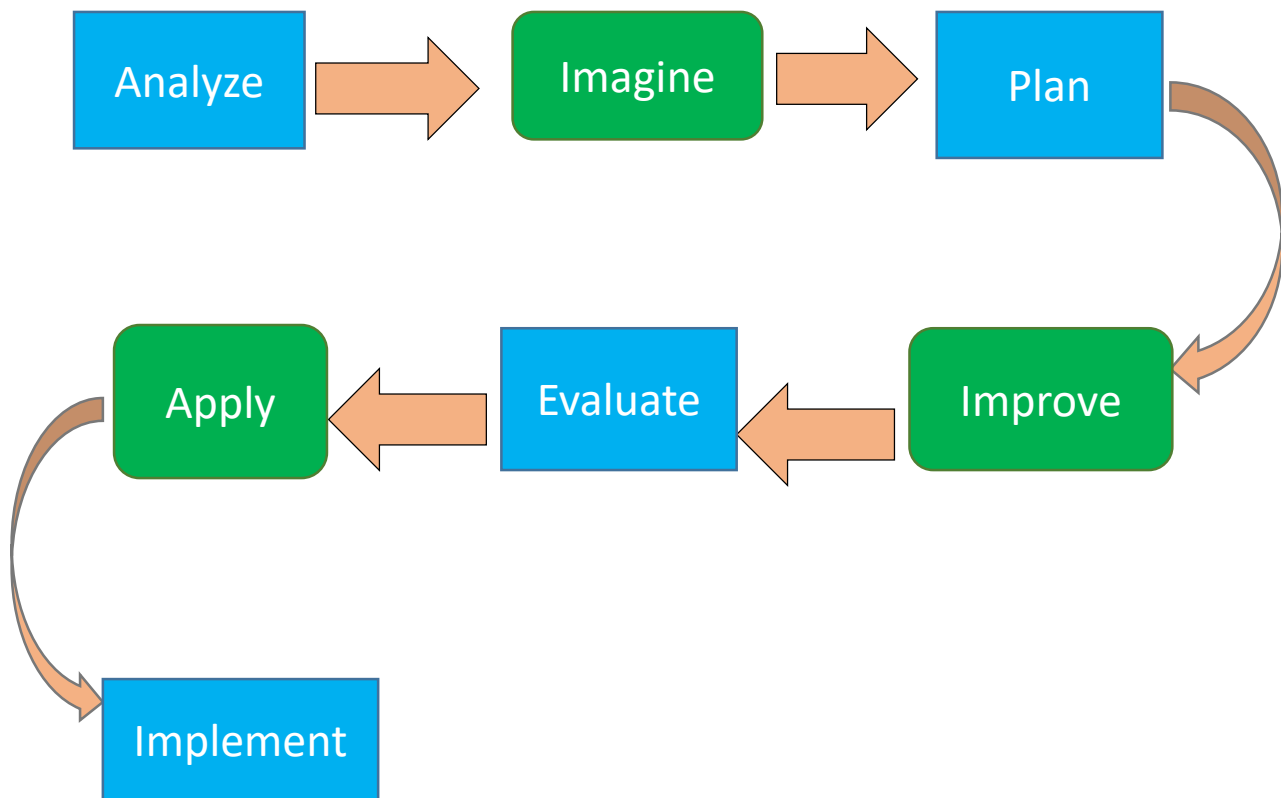 Analyze
Imagine
Plan
Improve
Evaluate
Apply
Implement